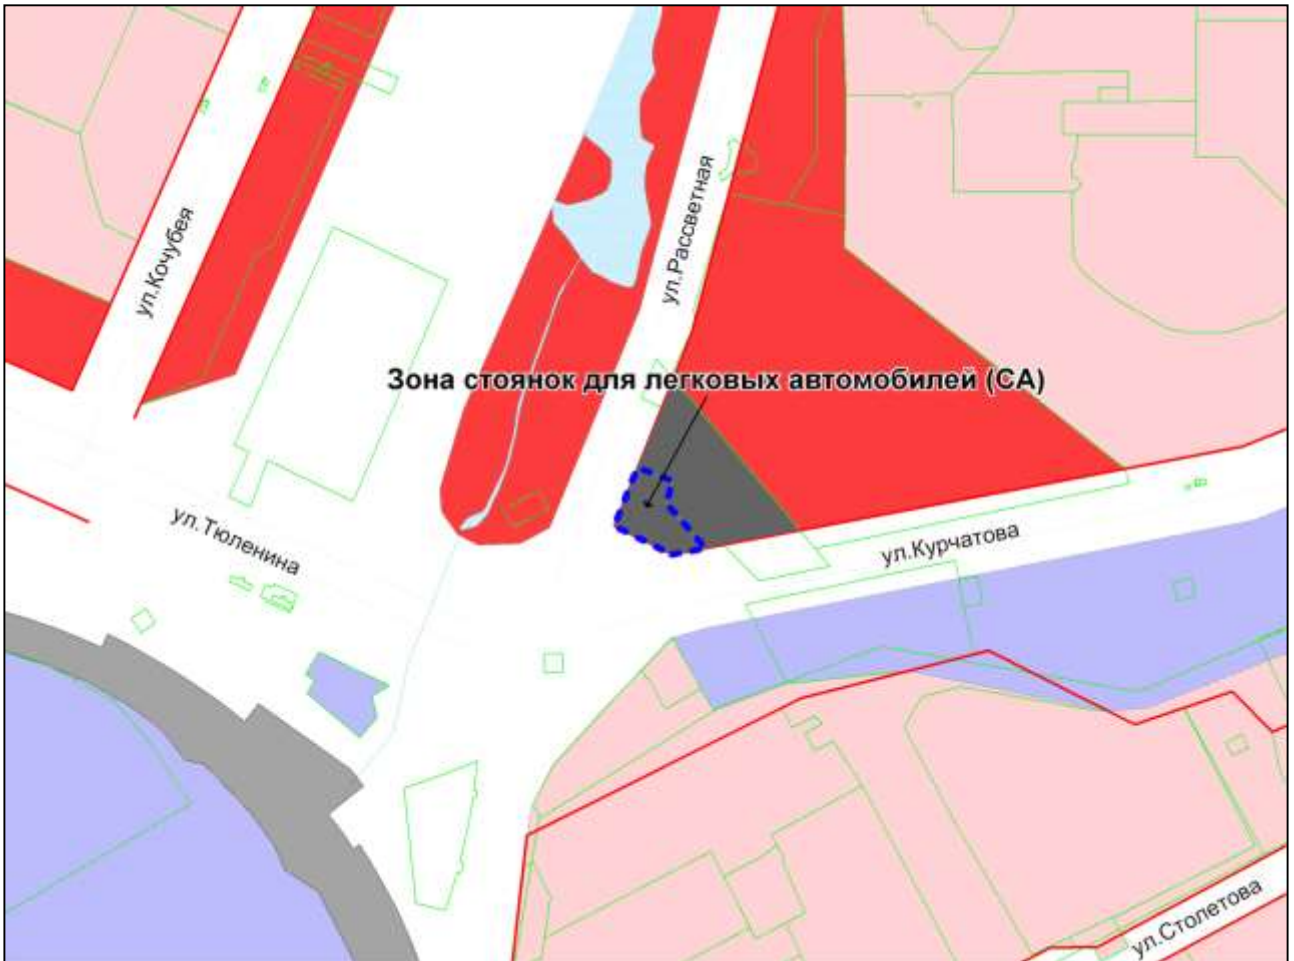 ул.Кочубея
ул.Рассветная
Зона стоянок для легковых автомобилей (СА)
ул.Тюленина
ул.Курчатова
ул.Столетова